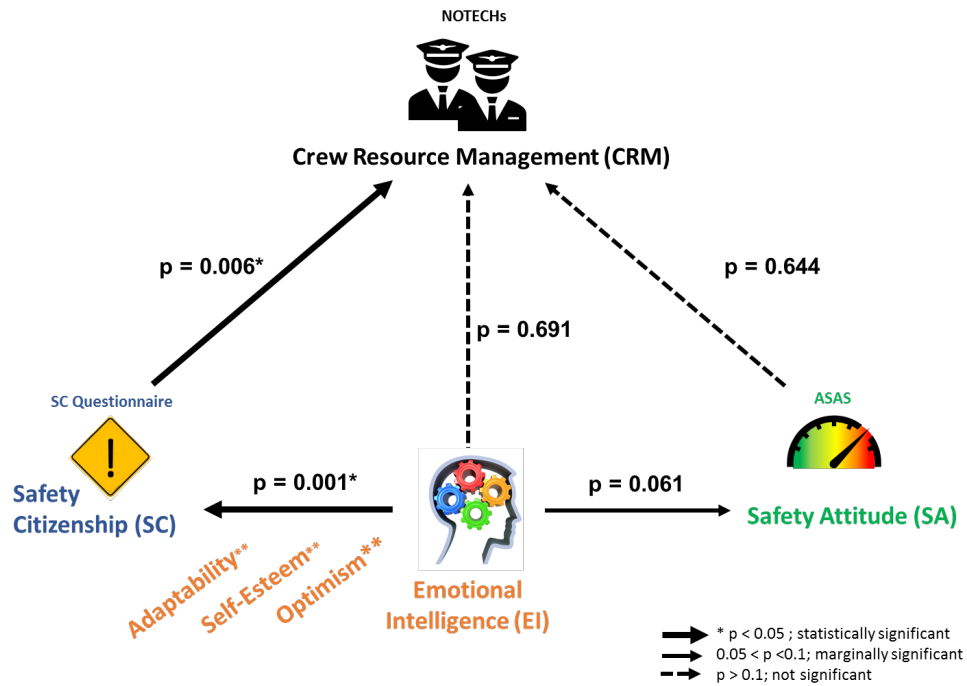 NOTECHs
Crew Resource Management (CRM)
p = 0.006*
p = 0.644
p = 0.691
SC Questionnaire
ASAS
!
Safety
Citizenship (SC)
p = 0.001*
p = 0.061
Safety Attitude (SA)
Adaptability**
Self-Esteem**
Optimism**
Emotional
Intelligence (EI)
* p < 0.05 ; statistically significant
0.05 < p <0.1; marginally significant
p > 0.1; not significant